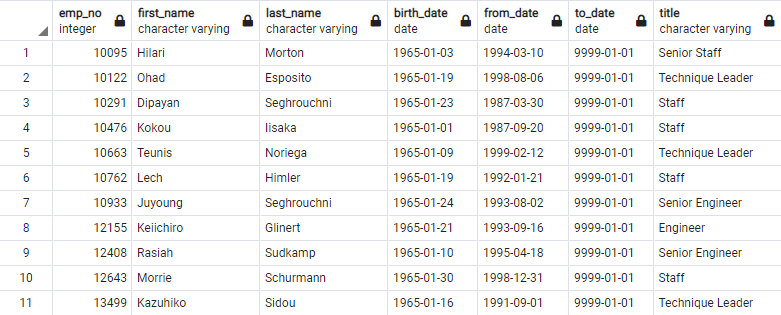 emp_no first_name last_name birth_date from_date to_date title
integer character varying character varying date date date character varying
1 10095 Hilari Morton 1965-01-03 1994-03-10 9999-01-01 Senior Staff
2 10122 Ohad Esposito 1965-01-19 1998-08-06 9999-01-01 Technique Leader
3 10291 Dipayan Seghrouchni 1965-01-23 1987-03-30 9999-01-01 Staff
4 10476 Kokou Iisaka 1965-01-01 1987-09-20 9999-01-01 Staff
5 10663 Teunis Noriega 1965-01-09 1999-02-12 9999-01-01 Technique Leader
6 10762 Lech Himler 1965-01-19 1992-01-21 9999-01-01 Staff
7 10933 Juyoung Seghrouchni 1965-01-24 1993-08-02 9999-01-01 Senior Engineer
8 12155 Keiichiro Glinert 1965-01-21 1993-09-16 9999-01-01 Engineer
9 12408 Rasiah Sudkamp 1965-01-10 1995-04-18 9999-01-01 Senior Engineer
10 12643 Morrie Schurmann 1965-01-30 1998-12-31 9999-01-01 Staff
11 13499 Kazuhiko Sidou 1965-01-16 1991-09-01 9999-01-01 Technique Leader